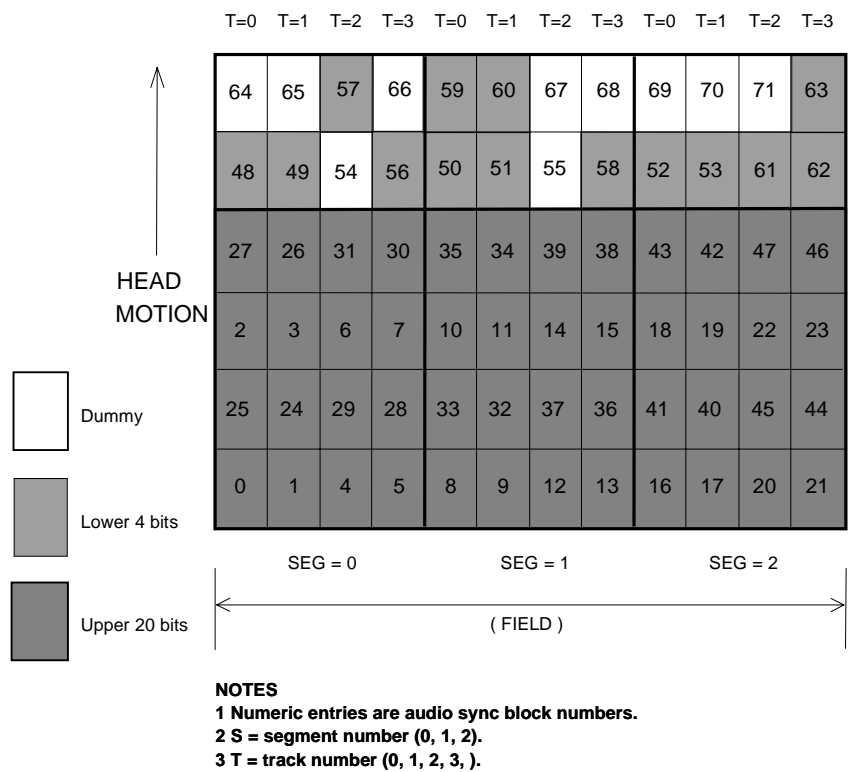 T=0 T=1 T=2 T=3 T=0 T=1 T=2 T=3 T=0 T=1 T=2 T=3
64 65 57 66 59 60 67 68 69 70 71 63
48 49 54 56 50 51 55 58 52 53 61 62
27 26 31 30 35 34 39 38 43 42 47 46
HEAD
MOTION
2 3 6 7 10 11 14 15 18 19 22 23
25 24 29 28 33 32 37 36 41 40 45 44
Dummy
0 1 4 5 8 9 12 13 16 17 20 21
Lower 4 bits
SEG = 0 SEG = 1 SEG = 2
Upper 20 bits
( FIELD )
NOTES
1 Numeric entries are audio sync block numbers.
2 S = segment number (0, 1, 2).
3 T = track number (0, 1, 2, 3, ).